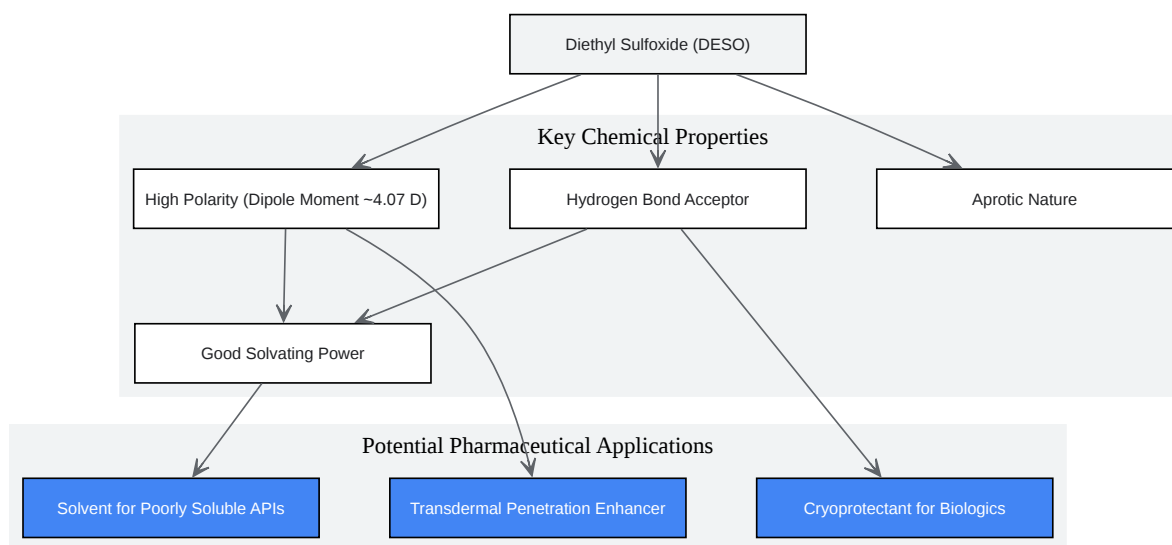 Diethyl Sulfoxide (DESO)
Key Chemical Properties
High Polarity (Dipole Moment ~4.07 D)
Hydrogen Bond Acceptor
Aprotic Nature
Good Solvating Power
Potential Pharmaceutical Applications
Solvent for Poorly Soluble APIs
Transdermal Penetration Enhancer
Cryoprotectant for Biologics